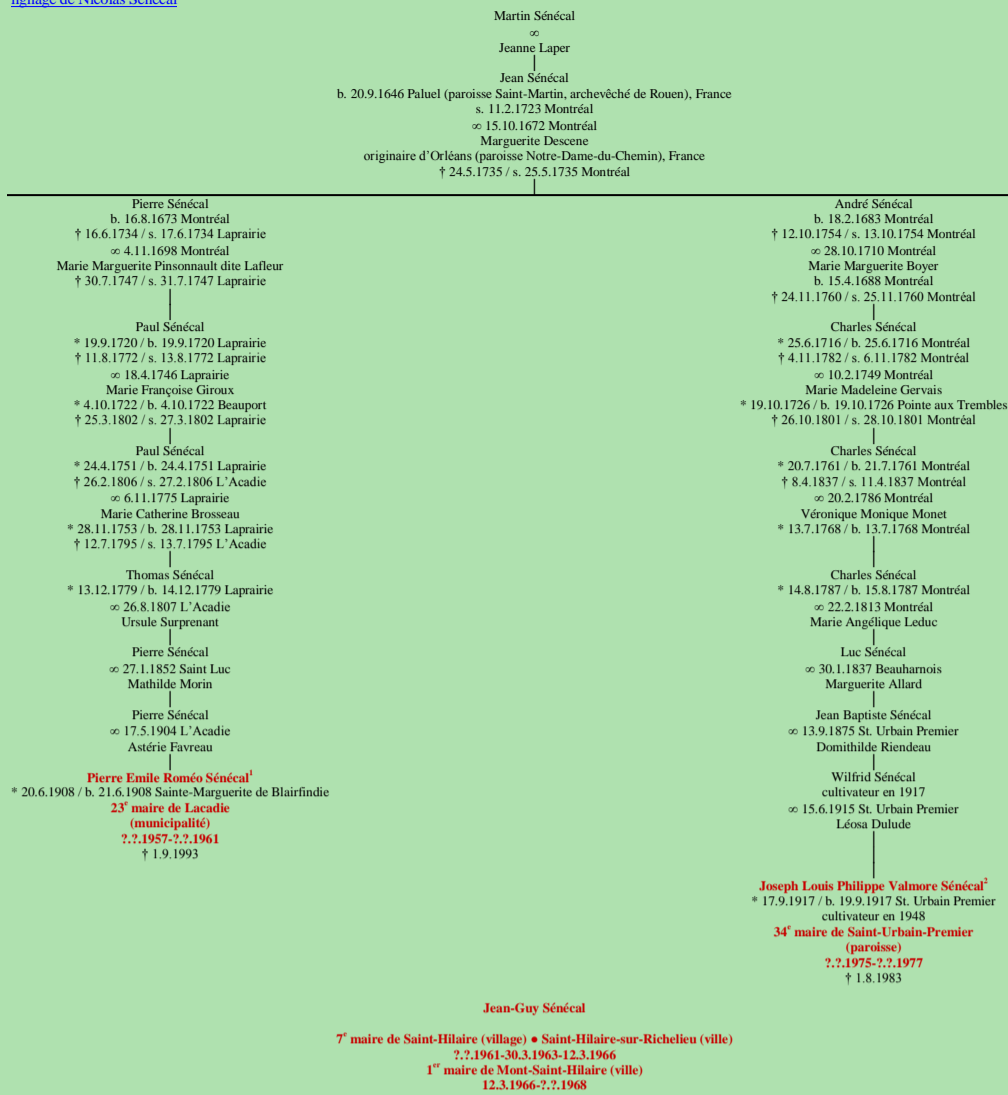 lignage de Nicolas Sénécal
Martin Sénécal
∞
Jeanne Laper
Jean Sénécal
b. 20.9.1646 Paluel (paroisse Saint-Martin, archevêché de Rouen), France
s. 11.2.1723 Montréal
∞ 15.10.1672 Montréal
Marguerite Descene
originaire d'Orléans (paroisse Notre-Dame-du-Chemin), France
† 24.5.1735 / s. 25.5.1735 Montréal
Pierre Sénécal
b. 16.8.1673 Montréal
† 16.6.1734 / s. 17.6.1734 Laprairie
∞ 4.11.1698 Montréal
Marie Marguerite Pinsonnault dite Lafleur
† 30.7.1747 / s. 31.7.1747 Laprairie
Paul Sénécal
* 19.9.1720 / b. 19.9.1720 Laprairie
† 11.8.1772 / s. 13.8.1772 Laprairie
∞ 18.4.1746 Laprairie
Marie Françoise Giroux
* 4.10.1722 / b. 4.10.1722 Beauport
† 25.3.1802 / s. 27.3.1802 Laprairie
Paul Sénécal
* 24.4.1751 / b. 24.4.1751 Laprairie
† 26.2.1806 / s. 27.2.1806 L'Acadie
∞ 6.11.1775 Laprairie
Marie Catherine Brosseau
* 28.11.1753 / b. 28.11.1753 Laprairie
† 12.7.1795 / s. 13.7.1795 L'Acadie
Thomas Sénécal
* 13.12.1779 / b. 14.12.1779 Laprairie
∞ 26.8.1807 L'Acadie
Ursule Surprenant
Pierre Sénécal
∞ 27.1.1852 Saint Luc
Mathilde Morin
Pierre Sénécal
∞ 17.5.1904 L'Acadie
Astérie Favreau
Pierre Emile Roméo Sénécal¹
* 20.6.1908 / b. 21.6.1908 Sainte-Marguerite de Blairfindie
23e maire de Lacadie
(municipalité)
?.?.1957-?.?.1961
† 1.9.1993
André Sénécal
b. 18.2.1683 Montréal
† 12.10.1754 / s. 13.10.1754 Montréal
∞ 28.10.1710 Montréal
Marie Marguerite Boyer
b. 15.4.1688 Montréal
† 24.11.1760 / s. 25.11.1760 Montréal
Charles Sénécal
* 25.6.1716 / b. 25.6.1716 Montréal
† 4.11.1782 / s. 6.11.1782 Montréal
∞ 10.2.1749 Montréal
Marie Madeleine Gervais
* 19.10.1726 / b. 19.10.1726 Pointe aux Trembles
† 26.10.1801 / s. 28.10.1801 Montréal
Charles Sénécal
* 20.7.1761 / b. 21.7.1761 Montréal
† 8.4.1837 / s. 11.4.1837 Montréal
∞ 20.2.1786 Montréal
Véronique Monique Monet
* 13.7.1768 / b. 13.7.1768 Montréal
Charles Sénécal
* 14.8.1787 / b. 15.8.1787 Montréal
∞ 22.2.1813 Montréal
Marie Angélique Leduc
Luc Sénécal
∞ 30.1.1837 Beauharnois
Marguerite Allard
Jean Baptiste Sénécal
∞ 13.9.1875 St. Urbain Premier
Domithilde Riendeau
Wilfrid Sénécal
cultivateur en 1917
∞ 15.6.1915 St. Urbain Premier
Léosa Dulude
Joseph Louis Philippe Valmore Sénécal²
* 17.9.1917 / b. 19.9.1917 St. Urbain Premier
cultivateur en 1948
34e maire de Saint-Urbain-Premier
(paroisse)
?.?.1975-?.?.1977
† 1.8.1983
Jean-Guy Sénécal
7e maire de Saint-Hilaire (village) ● Saint-Hilaire-sur-Richelieu (ville)
?.?.1961-30.3.1963-12.3.1966
1er maire de Mont-Saint-Hilaire (ville)
12.3.1966-?.?.1968